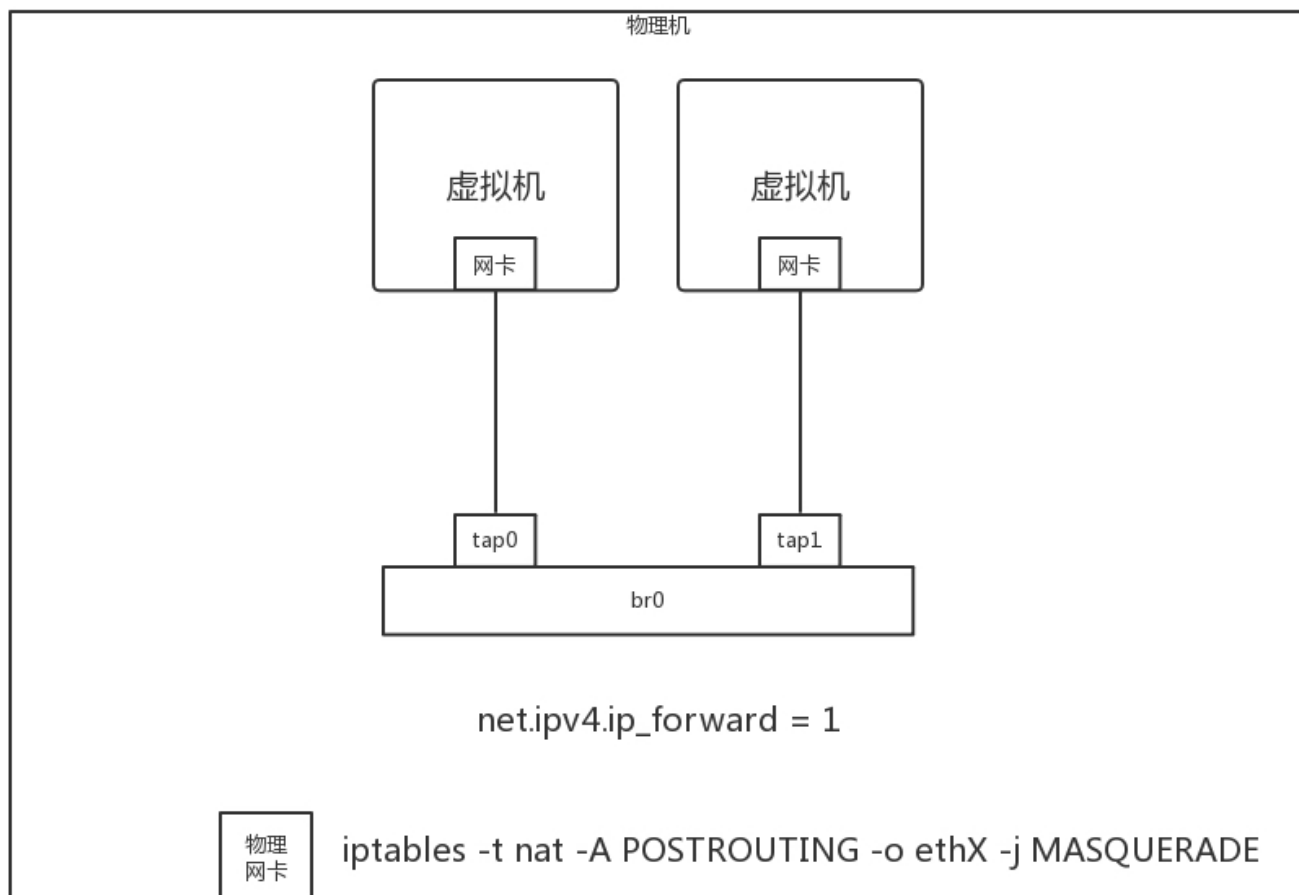 物理机
虚拟机
虚拟机
网卡
网卡
tap0
tap1
br0
net.ipv4.ip_forward = 1
物理
网卡
iptables -t nat -A POSTROUTING -o ethX -j MASQUERADE